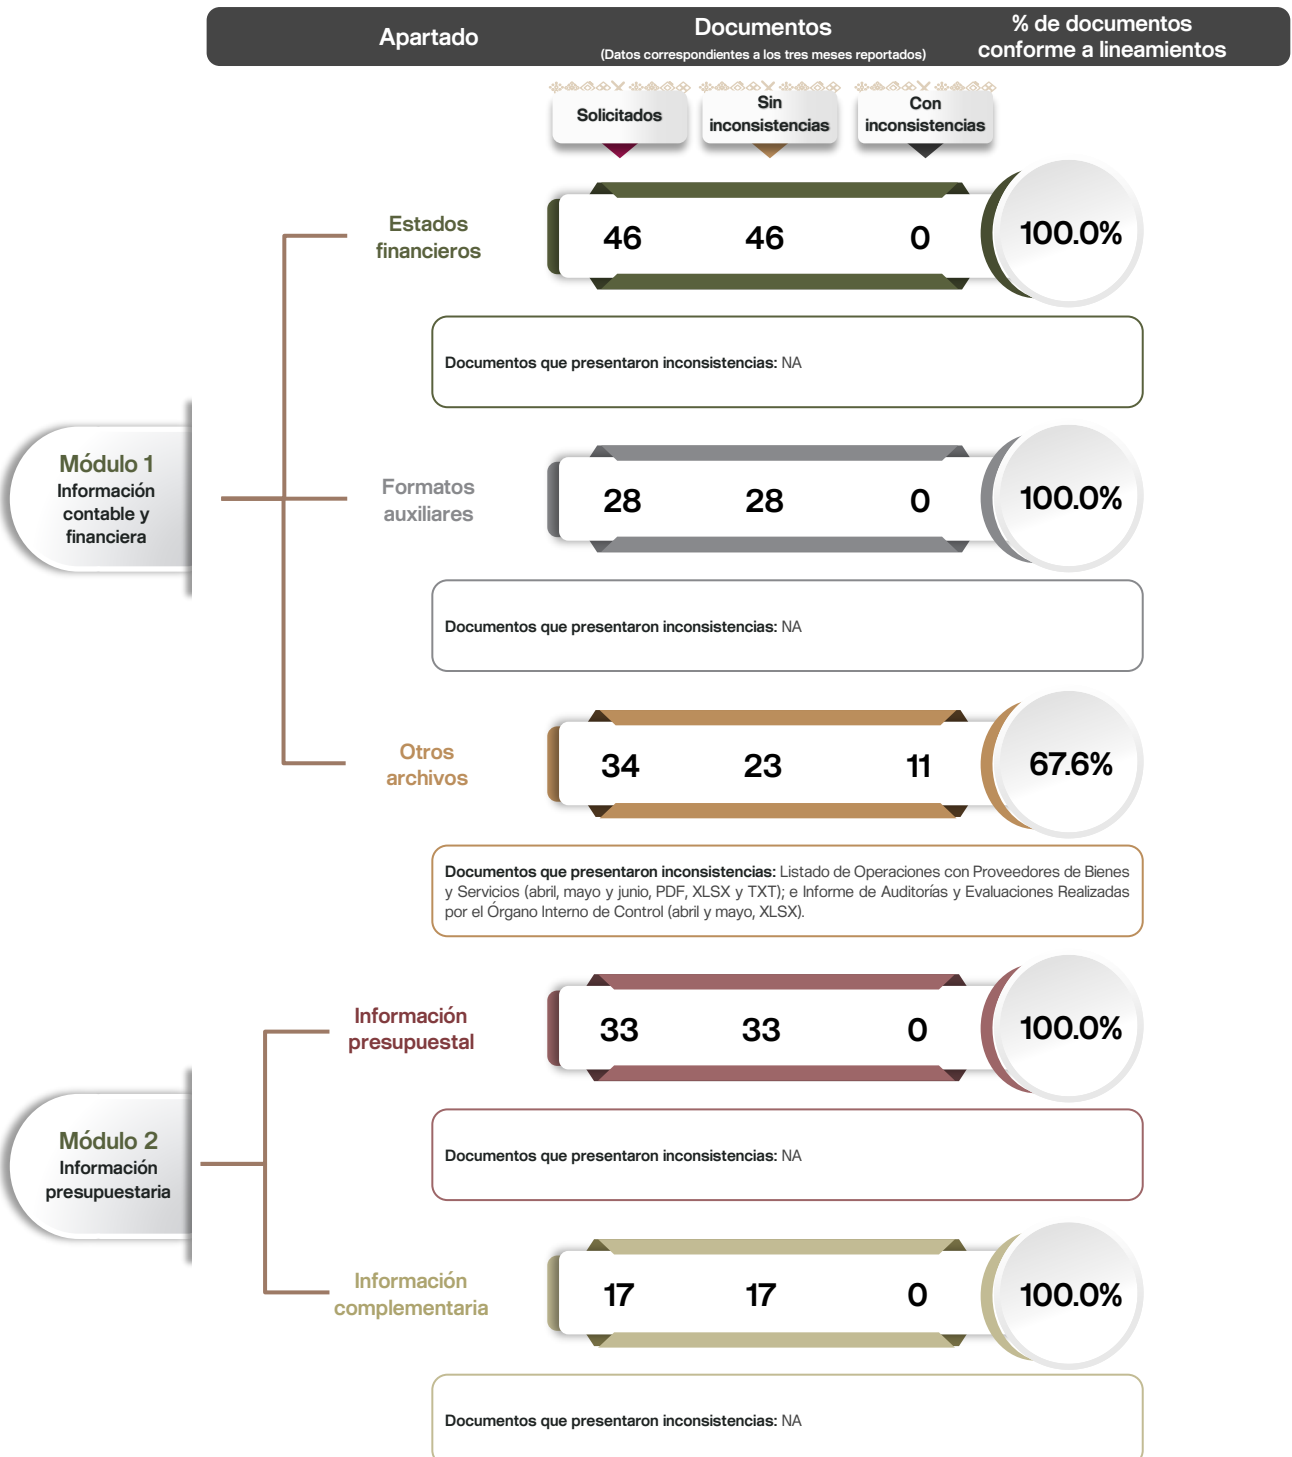 Apartado
Documentos
(Datos correspondientes a los tres meses reportados)
% de documentos
conforme a lineamientos
Solicitados
Sin
inconsistencias
Con
inconsistencias
Módulo 1
Información
contable y
financiera
Estados
financieros
46 46 0 100.0%
Documentos que presentaron inconsistencias: NA
Formatos
auxiliares
28 28 0 100.0%
Documentos que presentaron inconsistencias: NA
Otros
archivos
34 23 11 67.6%
Documentos que presentaron inconsistencias: Listado de Operaciones con Proveedores de Bienes
y Servicios (abril, mayo y junio, PDF, XLSX y TXT); e Informe de Auditorías y Evaluaciones Realizadas
por el Órgano Interno de Control (abril y mayo, XLSX).
Módulo 2
Información
presupuestaria
Información
presupuestal
33 33 0 100.0%
Documentos que presentaron inconsistencias: NA
Información
complementaria
17 17 0 100.0%
Documentos que presentaron inconsistencias: NA